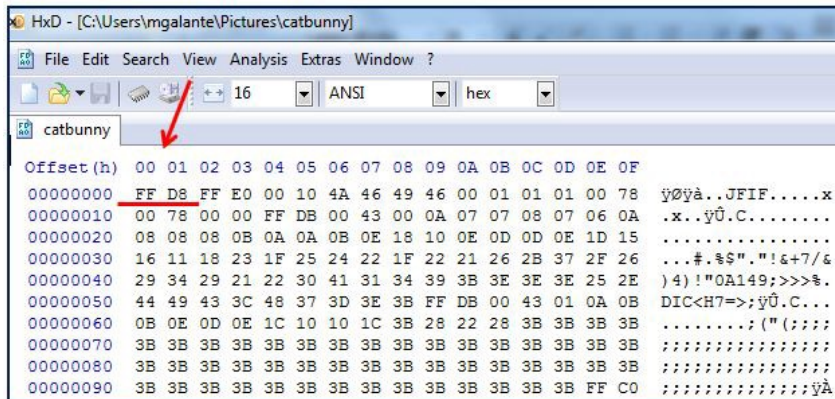 HxD - [C:\Users\mgalante\Pictures\catbunny]
File Edit Search View Analysis Extras Window ?
16 ANSI hex
catbunny
Offset(h) 00 01 02 03 04 05 06 07 08 09 0A 0B 0C 0D 0E 0F
00000000 FF D8 FF E0 00 10 4A 46 49 46 00 01 01 01 00 78 ÿØÿà..JFIF.....x
00000010 00 78 00 00 FF DB 00 43 00 0A 07 07 08 07 06 0A .x..ÿÛ.C........
00000020 08 08 08 0B 0A 0A 0B 0E 18 10 0E 0D 0D 0E 1D 15 ................
00000030 16 11 18 23 1F 25 24 22 1F 22 21 26 2B 37 2F 26 ...#.%$"."!&+7/&
00000040 29 34 29 21 22 30 41 31 34 39 3B 3E 3E 3E 25 2E )4)!"0A149;>>>%.
00000050 44 49 43 3C 48 37 3D 3E 3B FF DB 00 43 01 0A 0B DIC<H7=>;ÿÛ.C...
00000060 0B 0E 0D 0E 1C 10 10 1C 3B 28 22 28 3B 3B 3B 3B ........;("(;;;;
00000070 3B 3B 3B 3B 3B 3B 3B 3B 3B 3B 3B 3B 3B 3B 3B 3B ;;;;;;;;;;;;;;;;
00000080 3B 3B 3B 3B 3B 3B 3B 3B 3B 3B 3B 3B 3B 3B 3B 3B ;;;;;;;;;;;;;;;;
00000090 3B 3B 3B 3B 3B 3B 3B 3B 3B 3B 3B 3B 3B 3B FF C0 ;;;;;;;;;;;;;;ÿÀ